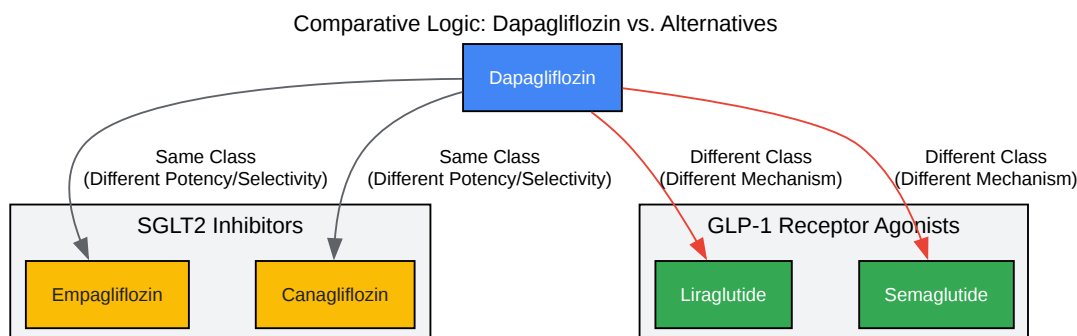 Comparative Logic: Dapagliflozin vs. Alternatives
Dapagliflozin
Same Class
(Different Potency/Selectivity)
Same Class
(Different Potency/Selectivity)
Different Class
(Different Mechanism)
Different Class
(Different Mechanism)
SGLT2 Inhibitors
GLP-1 Receptor Agonists
Empagliflozin
Canagliflozin
Liraglutide
Semaglutide